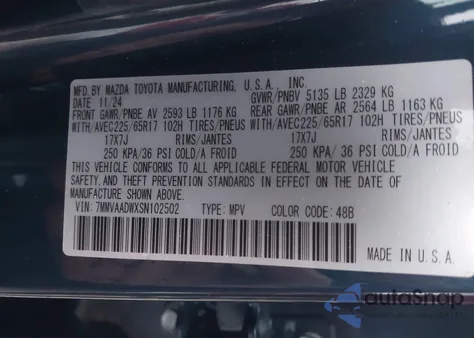 MFD.BY MAZDA TOYOTA MANUFACTURING, U.S.A., INC
DATE 11/24 GVWR/PNBV 5135 LB 2329 KG
FRONT GAWR/PNBE AV 2593 LB 1176 KG REAR GAWR/PNBE AR 2564 LB 1163 KG
WITH/AVEC225/65R17 102H TIRES/PNEUS WITH/AVEC225/65R17 102H TIRES/PNEUS
17X7J RIMS/JANTES 17X7J RIMS/JANTES
250 KPA/36 PSI COLD/A FROID 250 KPA/36 PSI COLD/A FROID
THIS VEHICLE CONFORMS TO ALL APPLICABLE FEDERAL MOTOR VEHICLE
SAFETY, AND THEFT PREVENTION STANDARDS IN EFFECT ON THE DATE OF
MANUFACTURE SHOWN ABOVE.
VIN: 7MMVAADWXSN102502 TYPE: MPV COLOR CODE: 48B
MADE IN U.S.A.
autoSnap